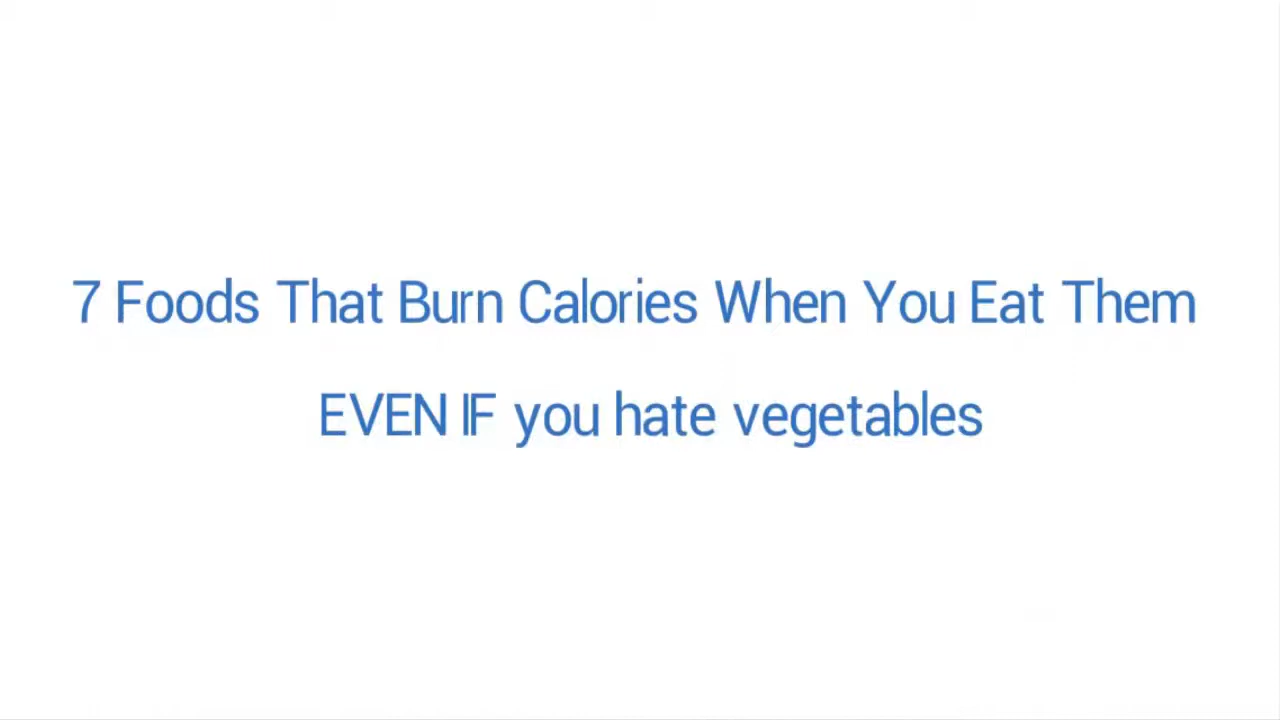 7 Foods That Burn Calories When You Eat Them
EVEN IF you hate vegetables